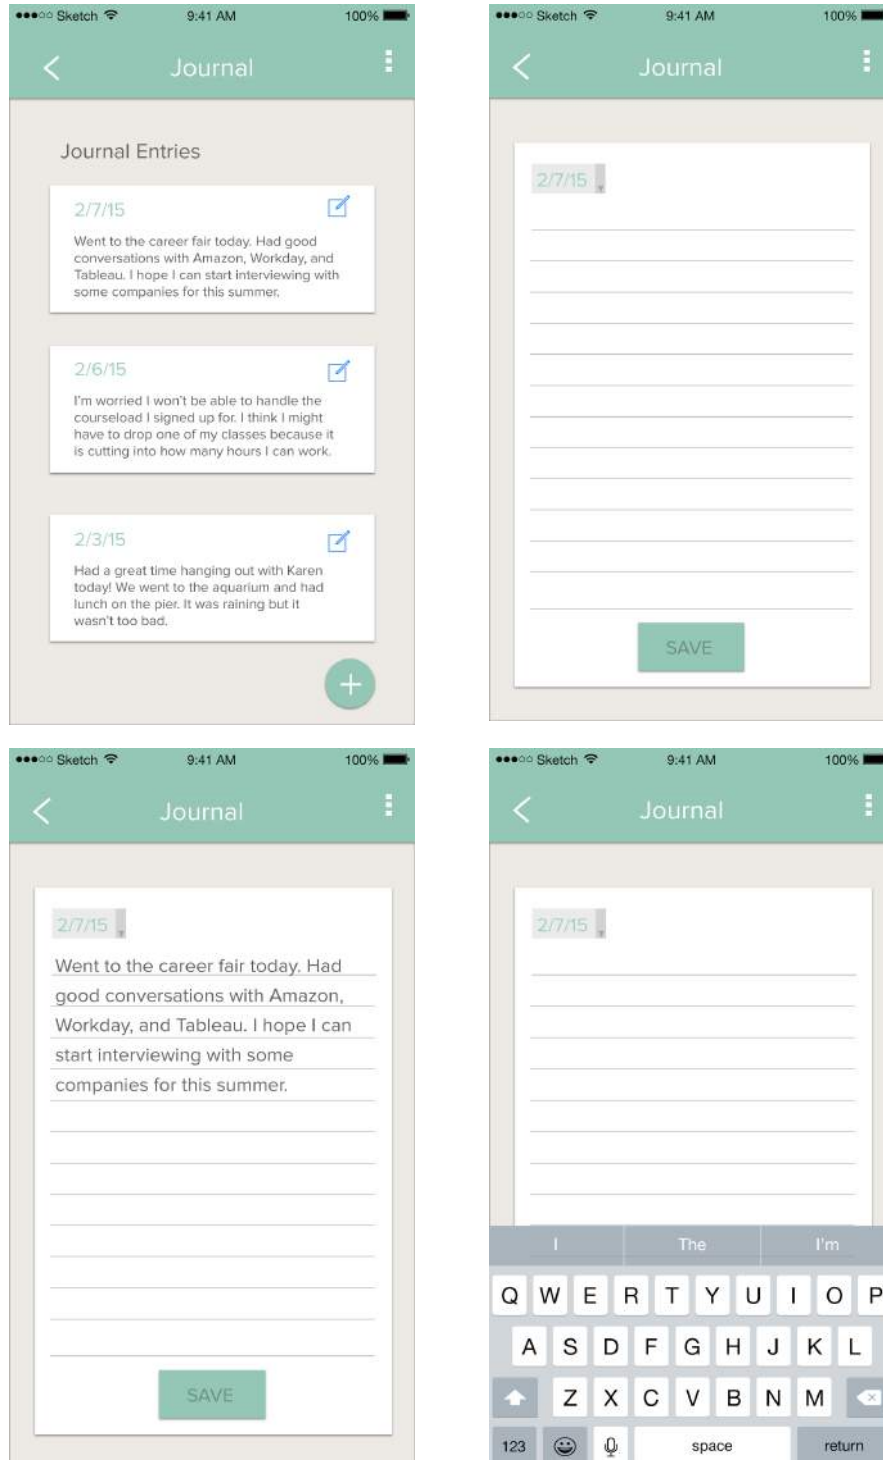 Sketch 9:41 AM 100%
Journal
Journal Entries
2/7/15
Went to the career fair today. Had good
conversations with Amazon, Workday, and
Tableau. I hope I can start interviewing with
some companies for this summer.
2/6/15
I'm worried I won't be able to handle the
courseload I signed up for. I think I might
have to drop one of my classes because it
is cutting into how many hours I can work.
2/3/15
Had a great time hanging out with Karen
today! We went to the aquarium and had
lunch on the pier. It was raining but it
wasn't too bad.
+
Sketch 9:41 AM 100%
Journal
2/7/15
SAVE
Sketch 9:41 AM 100%
Journal
2/7/15
Went to the career fair today. Had
good conversations with Amazon,
Workday, and Tableau. I hope I can
start interviewing with some
companies for this summer.
SAVE
Sketch 9:41 AM 100%
Journal
2/7/15
I The I'm
Q W E R T Y U I O P
A S D F G H J K L
Z X C V B N M
123 space return